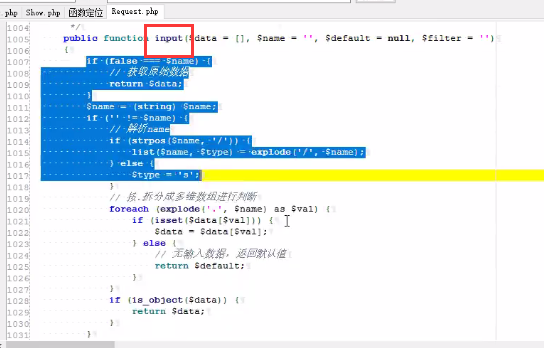 php Show.php 函数定位 Request.php
1004 */
1005 public function input($data = [], $name = '', $default = null, $filter = '')
1006 {
1007 if (false === $name) {
1008 // 获取原始数据
1009 return $data;
1010 }
1011 $name = (string) $name;
1012 if ('' != $name) {
1013 // 解析name
1014 if (strpos($name, '/')) {
1015 list($name, $type) = explode('/', $name);
1016 } else {
1017 $type = 's';
1018 }
1019 // 按.拆分成多维数组进行判断
1020 foreach (explode('.', $name) as $val) {
1021 if (isset($data[$val])) {
1022 $data = $data[$val];
1023 } else {
1024 // 无输入数据，返回默认值
1025 return $default;
1026 }
1027 }
1028 if (is_object($data)) {
1029 return $data;
1030 }
1031 }